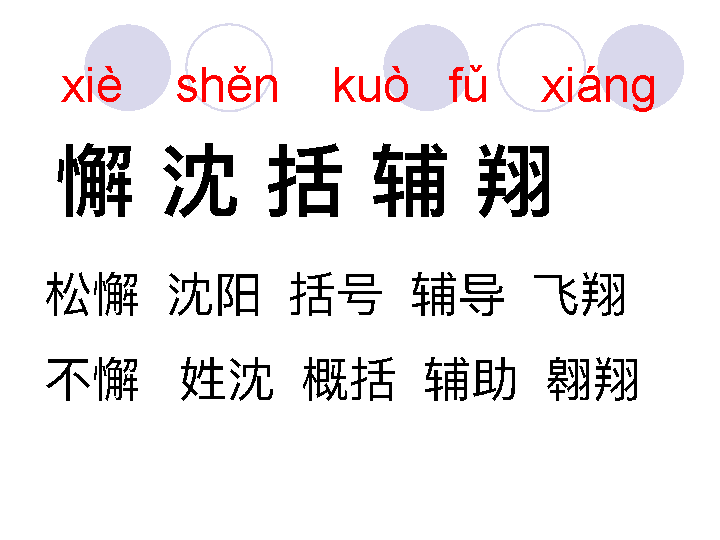 xiè shěn kuò fǔ xiáng
懈 沈 括 辅 翔
松懈 沈阳 括号 辅导 飞翔
不懈 姓沈 概括 辅助 翱翔